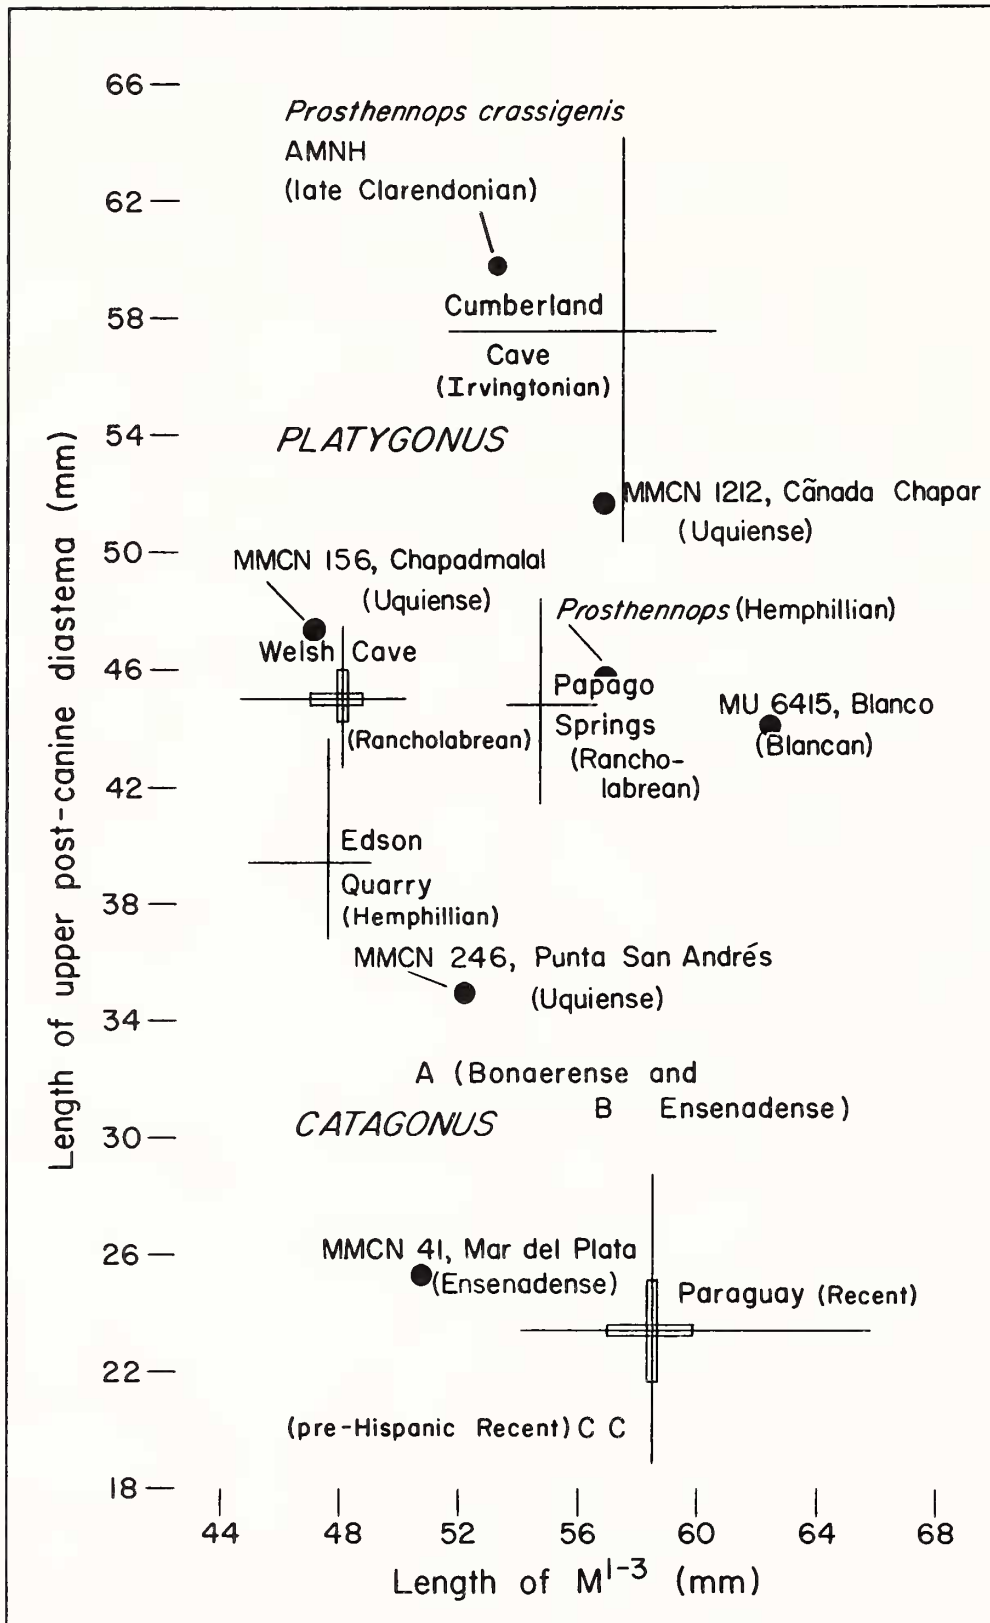 66
Prosthennops crassigenis
AMNH
(late Clarendonian)
62
58
Cumberland
Cave
(Irvingtonian)
54
PLATYGONUS
MMCN 1212, Cãnada Chapar
(Uquiense)
50
MMCN 156, Chapadmalal
(Uquiense)
Prosthennops (Hemphillian)
46
Welsh Cave
(Rancholabrean)
Papago
Springs
(Rancho-
labrean)
MU 6415, Blanco
(Blancan)
42
Edson
Quarry
(Hemphillian)
38
MMCN 246, Punta San Andrés
(Uquiense)
34
A (Bonaerense and
B Ensenadense)
CATAGONUS
30
26
MMCN 41, Mar del Plata
(Ensenadense)
Paraguay (Recent)
22
(pre-Hispanic Recent) C C
18
44 48 52 56 60 64 68
Length of M1-3 (mm)
Length of upper post-canine diastema (mm)